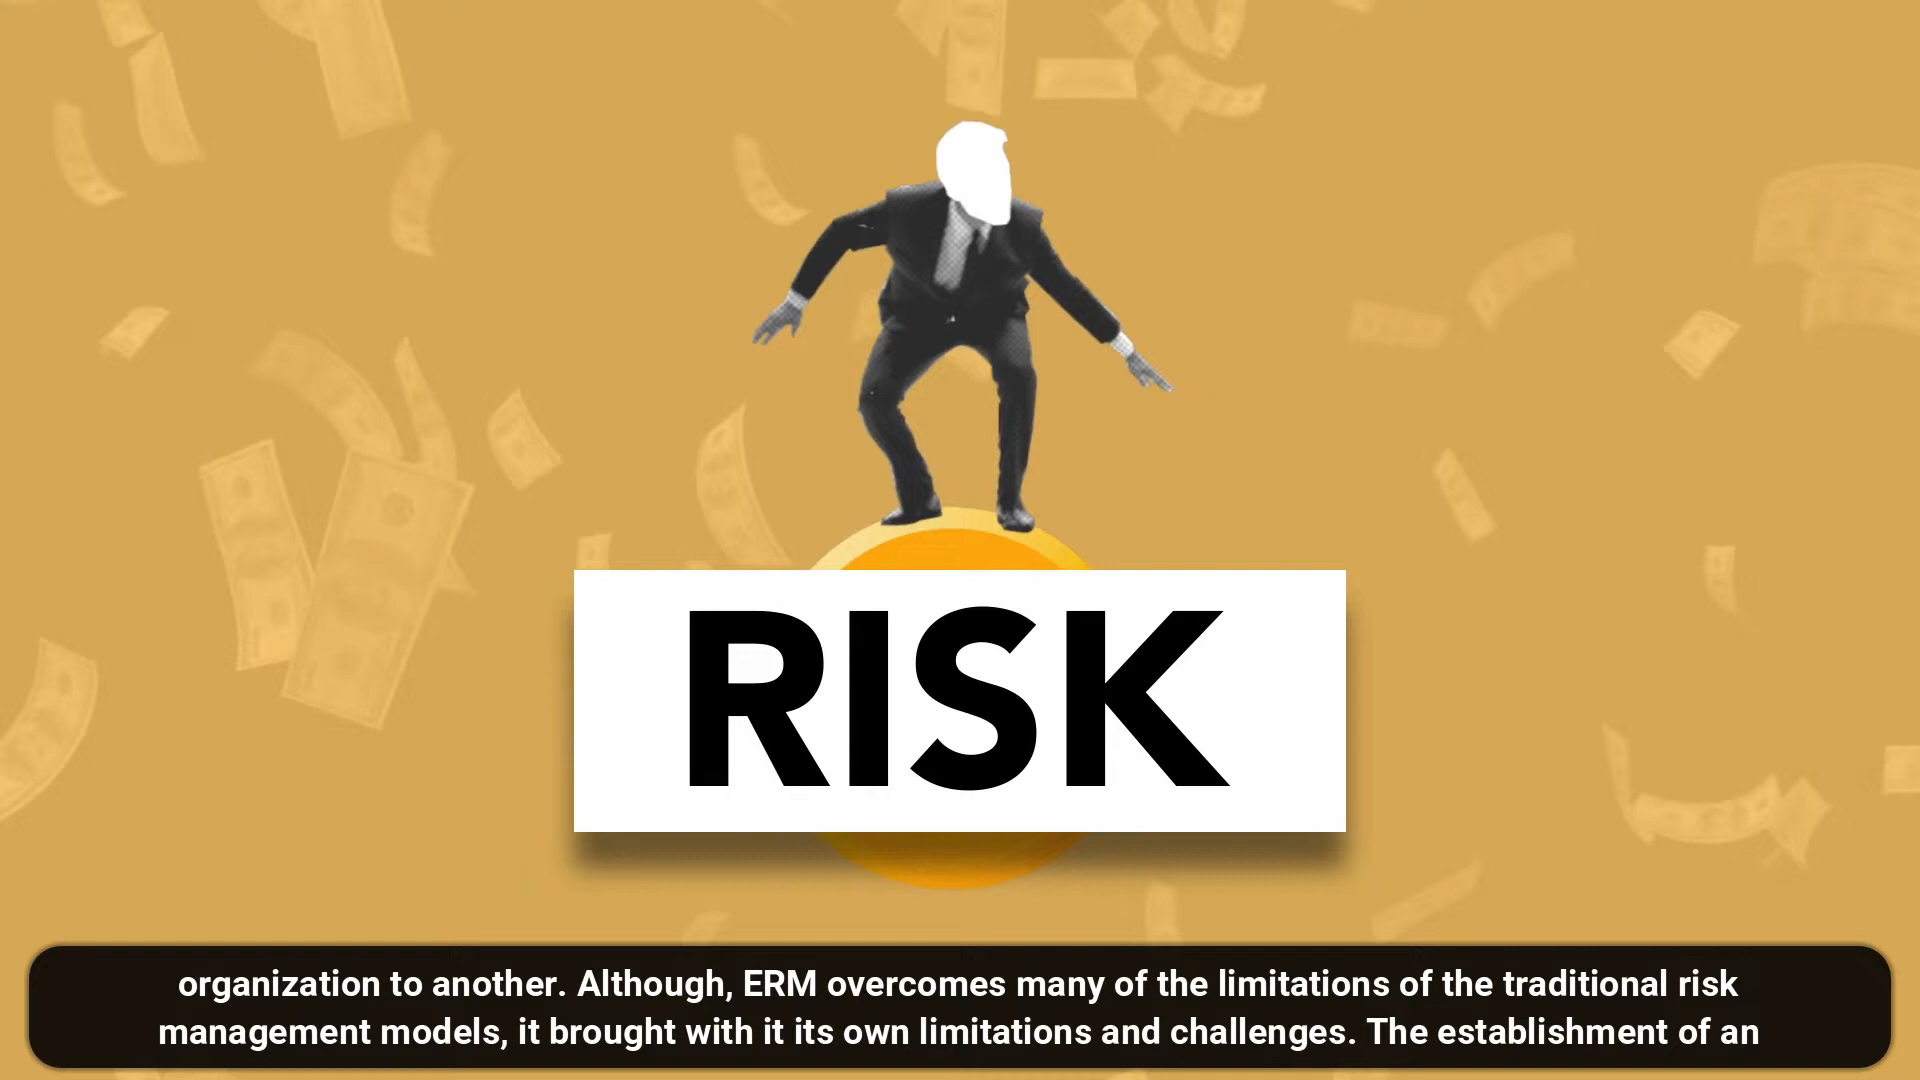 RISK
organization to another. Although, ERM overcomes many of the limitations of the traditional risk
management models, it brought with it its own limitations and challenges. The establishment of an